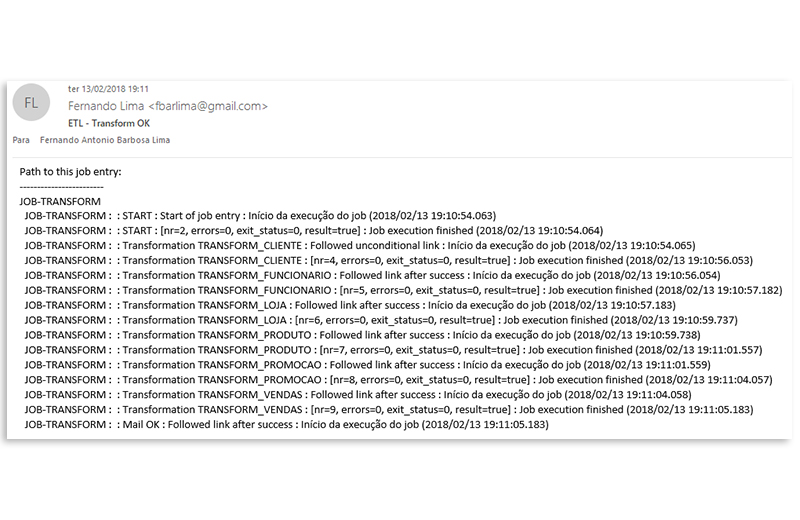 FL
ter 13/02/2018 19:11
Fernando Lima <fbarlima@gmail.com>
ETL - Transform OK
Para Fernando Antonio Barbosa Lima
Path to this job entry:
------------------------
JOB-TRANSFORM
JOB-TRANSFORM : : START : Start of job entry : Início da execução do job (2018/02/13 19:10:54.063)
JOB-TRANSFORM : : START : [nr=2, errors=0, exit_status=0, result=true] : Job execution finished (2018/02/13 19:10:54.064)
JOB-TRANSFORM : : Transformation TRANSFORM_CLIENTE : Followed unconditional link : Início da execução do job (2018/02/13 19:10:54.065)
JOB-TRANSFORM : : Transformation TRANSFORM_CLIENTE : [nr=4, errors=0, exit_status=0, result=true] : Job execution finished (2018/02/13 19:10:56.053)
JOB-TRANSFORM : : Transformation TRANSFORM_FUNCIONARIO : Followed link after success : Início da execução do job (2018/02/13 19:10:56.054)
JOB-TRANSFORM : : Transformation TRANSFORM_FUNCIONARIO : [nr=5, errors=0, exit_status=0, result=true] : Job execution finished (2018/02/13 19:10:57.182)
JOB-TRANSFORM : : Transformation TRANSFORM_LOJA : Followed link after success : Início da execução do job (2018/02/13 19:10:57.183)
JOB-TRANSFORM : : Transformation TRANSFORM_LOJA : [nr=6, errors=0, exit_status=0, result=true] : Job execution finished (2018/02/13 19:10:59.737)
JOB-TRANSFORM : : Transformation TRANSFORM_PRODUTO : Followed link after success : Início da execução do job (2018/02/13 19:10:59.738)
JOB-TRANSFORM : : Transformation TRANSFORM_PRODUTO : [nr=7, errors=0, exit_status=0, result=true] : Job execution finished (2018/02/13 19:11:01.557)
JOB-TRANSFORM : : Transformation TRANSFORM_PROMOCAO : Followed link after success : Início da execução do job (2018/02/13 19:11:01.559)
JOB-TRANSFORM : : Transformation TRANSFORM_PROMOCAO : [nr=8, errors=0, exit_status=0, result=true] : Job execution finished (2018/02/13 19:11:04.057)
JOB-TRANSFORM : : Transformation TRANSFORM_VENDAS : Followed link after success : Início da execução do job (2018/02/13 19:11:04.058)
JOB-TRANSFORM : : Transformation TRANSFORM_VENDAS : [nr=9, errors=0, exit_status=0, result=true] : Job execution finished (2018/02/13 19:11:05.183)
JOB-TRANSFORM : : Mail OK : Followed link after success : Início da execução do job (2018/02/13 19:11:05.183)